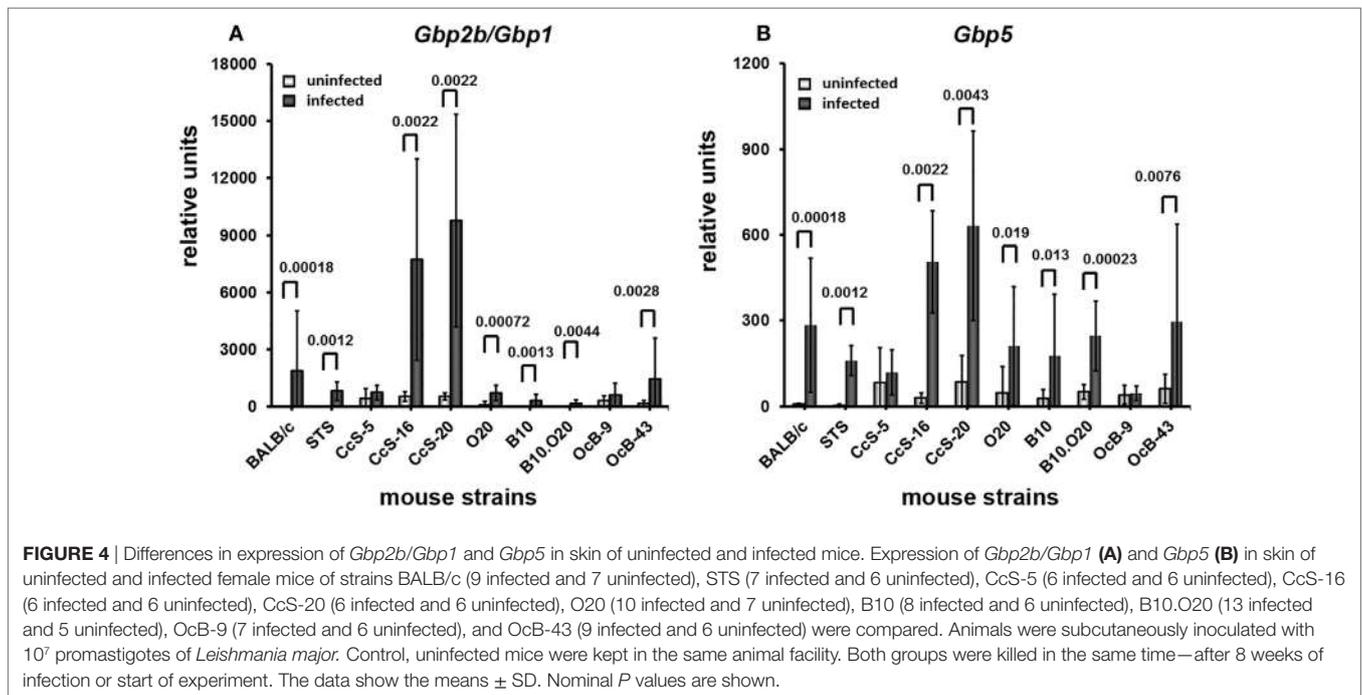 A
Gbp2b/Gbp1
18000
15000
12000
9000
6000
3000
0
relative units
uninfected
infected
0.00018
0.0012
0.0022
0.0022
0.00072
0.0013
0.0044
0.0028
BALB/c
STS
CcS-5
CcS-16
CcS-20
O20
B10
B10.O20
OcB-9
OcB-43
mouse strains
B
Gbp5
1200
900
600
300
0
relative units
uninfected
infected
0.00018
0.0012
0.0022
0.0043
0.019
0.013
0.00023
0.0076
BALB/c
STS
CcS-5
CcS-16
CcS-20
O20
B10
B10.O20
OcB-9
OcB-43
mouse strains
FIGURE 4 | Differences in expression of Gbp2b/Gbp1 and Gbp5 in skin of uninfected and infected mice. Expression of Gbp2b/Gbp1 (A) and Gbp5 (B) in skin of
uninfected and infected female mice of strains BALB/c (9 infected and 7 uninfected), STS (7 infected and 6 uninfected), CcS-5 (6 infected and 6 uninfected), CcS-16
(6 infected and 6 uninfected), CcS-20 (6 infected and 6 uninfected), O20 (10 infected and 7 uninfected), B10 (8 infected and 6 uninfected), B10.O20 (13 infected
and 5 uninfected), OcB-9 (7 infected and 6 uninfected), and OcB-43 (9 infected and 6 uninfected) were compared. Animals were subcutaneously inoculated with
10⁷ promastigotes of Leishmania major. Control, uninfected mice were kept in the same animal facility. Both groups were killed in the same time—after 8 weeks of
infection or start of experiment. The data show the means ± SD. Nominal P values are shown.